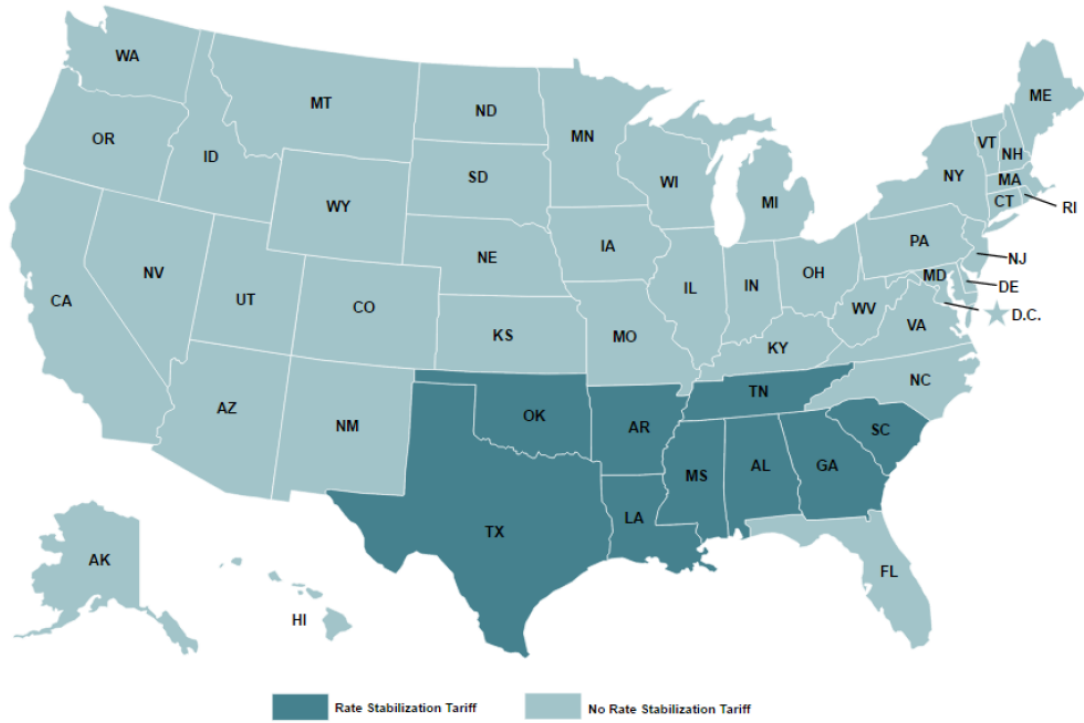 WA
MT
ND
MN
ME
OR
ID
SD
WI
MI
VT
NH
NY
MA
CT
RI
WY
IA
NE
PA
NJ
NV
UT
CO
CA
IL
IN
OH
MD
DE
D.C.
WV
VA
KS
MO
KY
NC
AZ
NM
OK
AR
TN
SC
MS
AL
GA
TX
LA
FL
AK
HI
Rate Stabilization Tariff
No Rate Stabilization Tariff